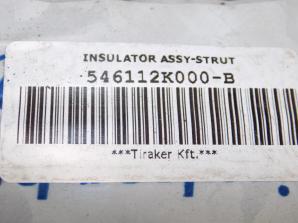 INSULATOR ASSY-STRUT
546112K000-B
***Tiraker Kft.***